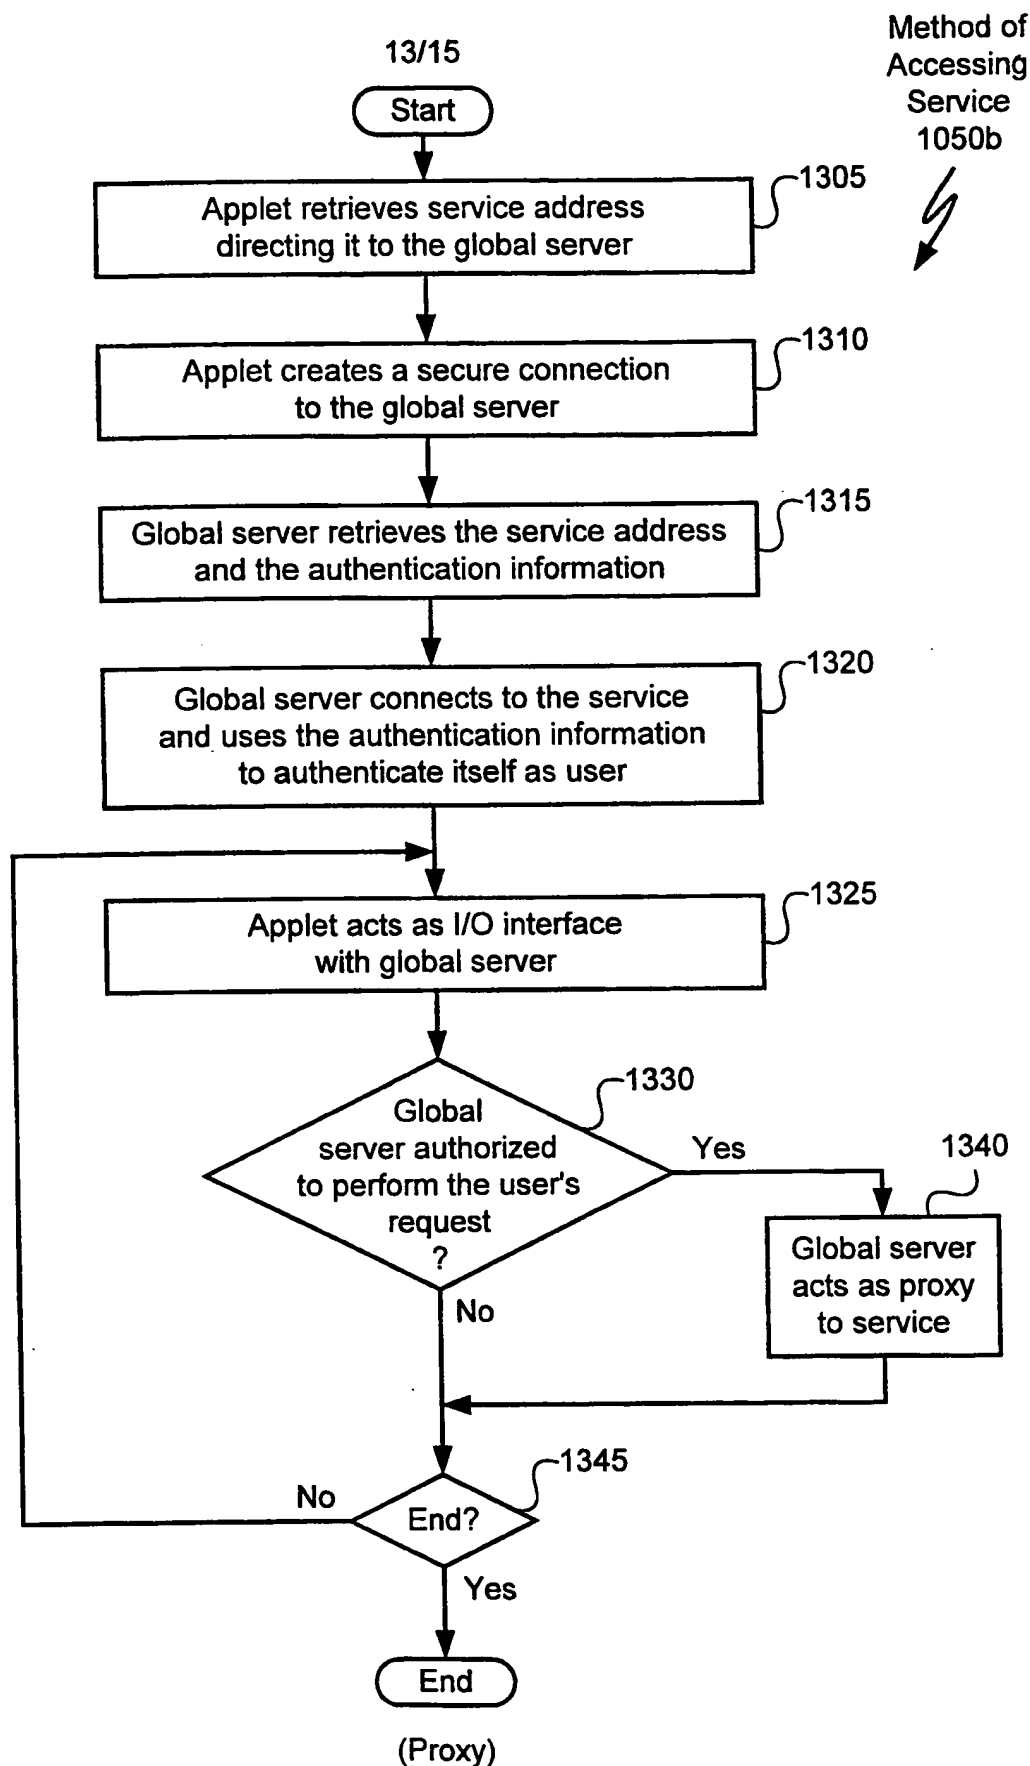 13/15
Method of
Accessing
Service
1050b
Start
1305
Applet retrieves service address
directing it to the global server
1310
Applet creates a secure connection
to the global server
1315
Global server retrieves the service address
and the authentication information
1320
Global server connects to the service
and uses the authentication information
to authenticate itself as user
1325
Applet acts as I/O interface
with global server
1330
Global
server authorized
to perform the user's
request
?
Yes
1340
Global server
acts as proxy
to service
No
1345
No
End?
Yes
End
(Proxy)